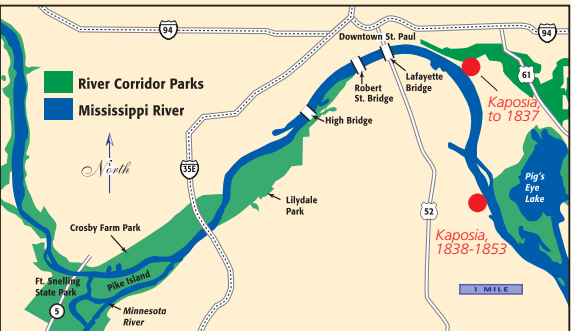 94
Downtown St. Paul
94
River Corridor Parks
Mississippi River
Lafayette
Bridge
61
Robert
St. Bridge
Kaposia,
to 1837
High Bridge
North
35E
Pig's
Eye
Lake
Lilydale
Park
52
Crosby Farm Park
Kaposia,
1838-1853
Ft. Snelling
State Park
Pike Island
1 MILE
5
Minnesota
River